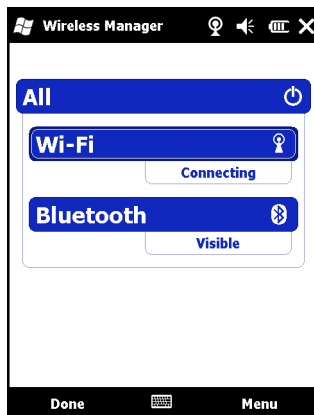 Wireless Manager
All
Wi-Fi
Connecting
Bluetooth
Visible
Done Menu